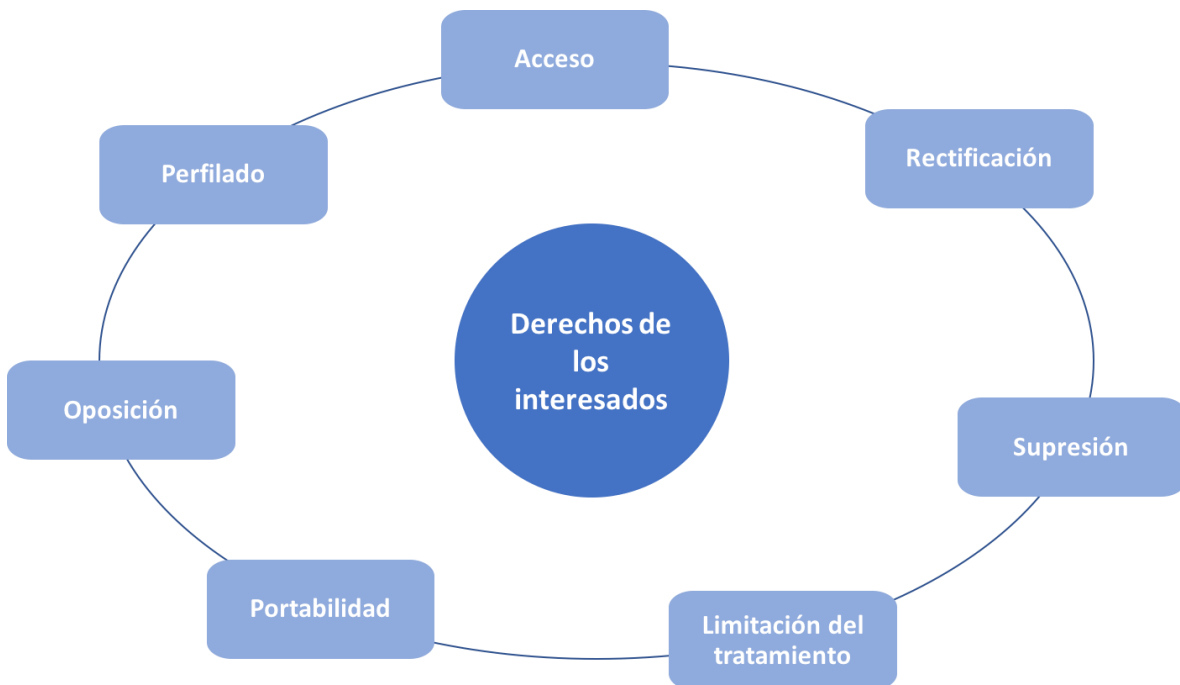 Acceso
Rectificación
Supresión
Limitación del
tratamiento
Portabilidad
Oposición
Perfilado
Derechos de
los
interesados